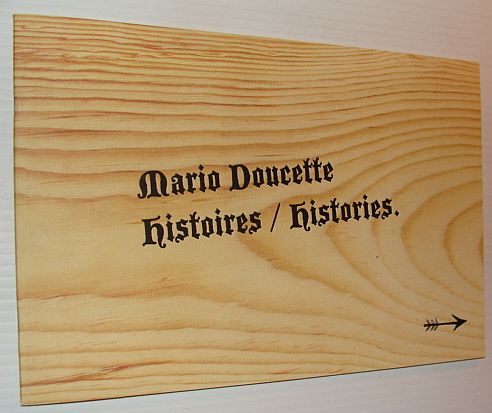 Mario Doucette
Histoires / Histories.